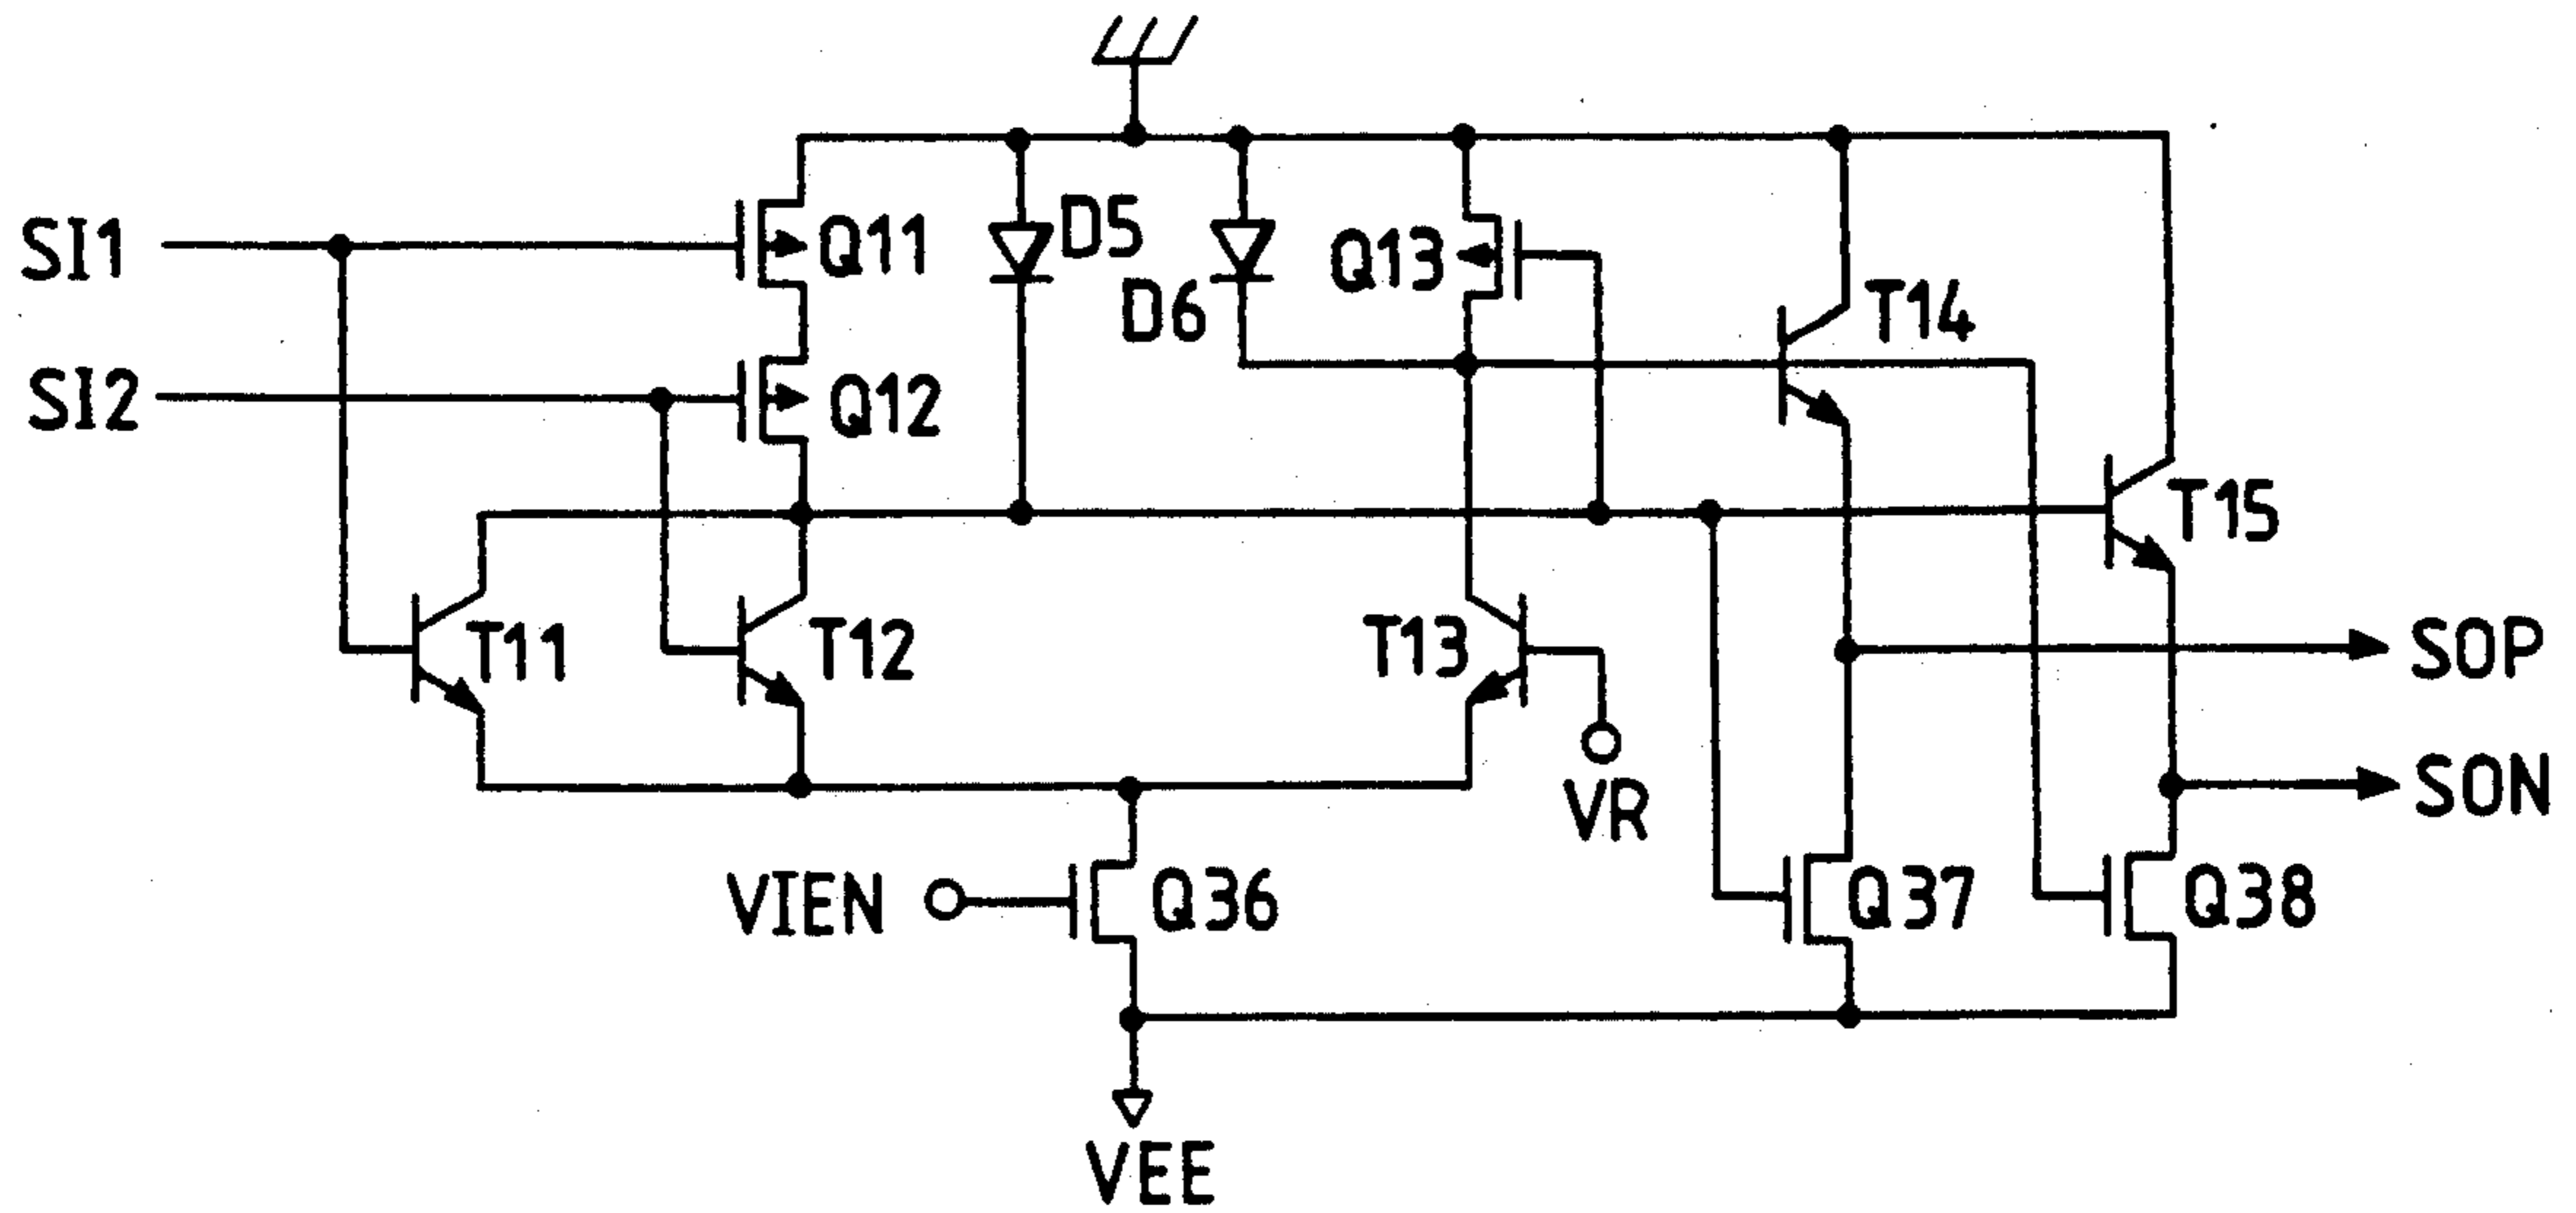 SI1
Q11
D5
D6
Q13
T14
SI2
Q12
T15
T11
T12
T13
SOP
VR
SON
VIEN
Q36
Q37
Q38
VEE